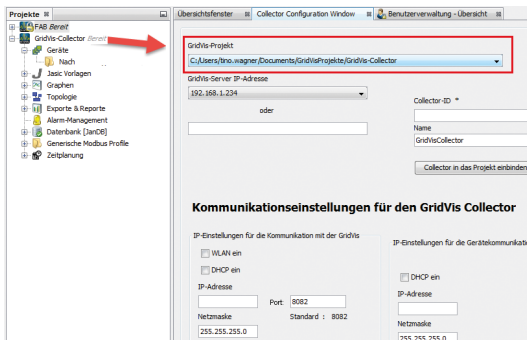 Projekte
FAB Bereit
GridVis-Collector Bereit
Geräte
Nach
Jasic Vorlagen
Graphen
Topologie
Exporte & Reporte
Alarm-Management
Datenbank [JanDB]
Generische Modbus Profile
Zeitplanung
Übersichtsfenster
Collector Configuration Window
Benutzerverwaltung - Übersicht
GridVis-Projekt
C:/Users/tino.wagner/Documents/GridVisProjekte/GridVis-Collector
GridVis-Server IP-Adresse
192.168.1.234
oder
Collector-ID *
Name
GridVisCollector
Collector in das Projekt einbinden
Kommunikationseinstellungen für den GridVis Collector
IP-Einstellungen für die Kommunikation mit der GridVis
WLAN ein
DHCP ein
IP-Adresse
Port: 8082
Netzmaske
Standard : 8082
255.255.255.0
IP-Einstellungen für die Gerätekommunikati
DHCP ein
IP-Adresse
Netzmaske
255.255.255.0